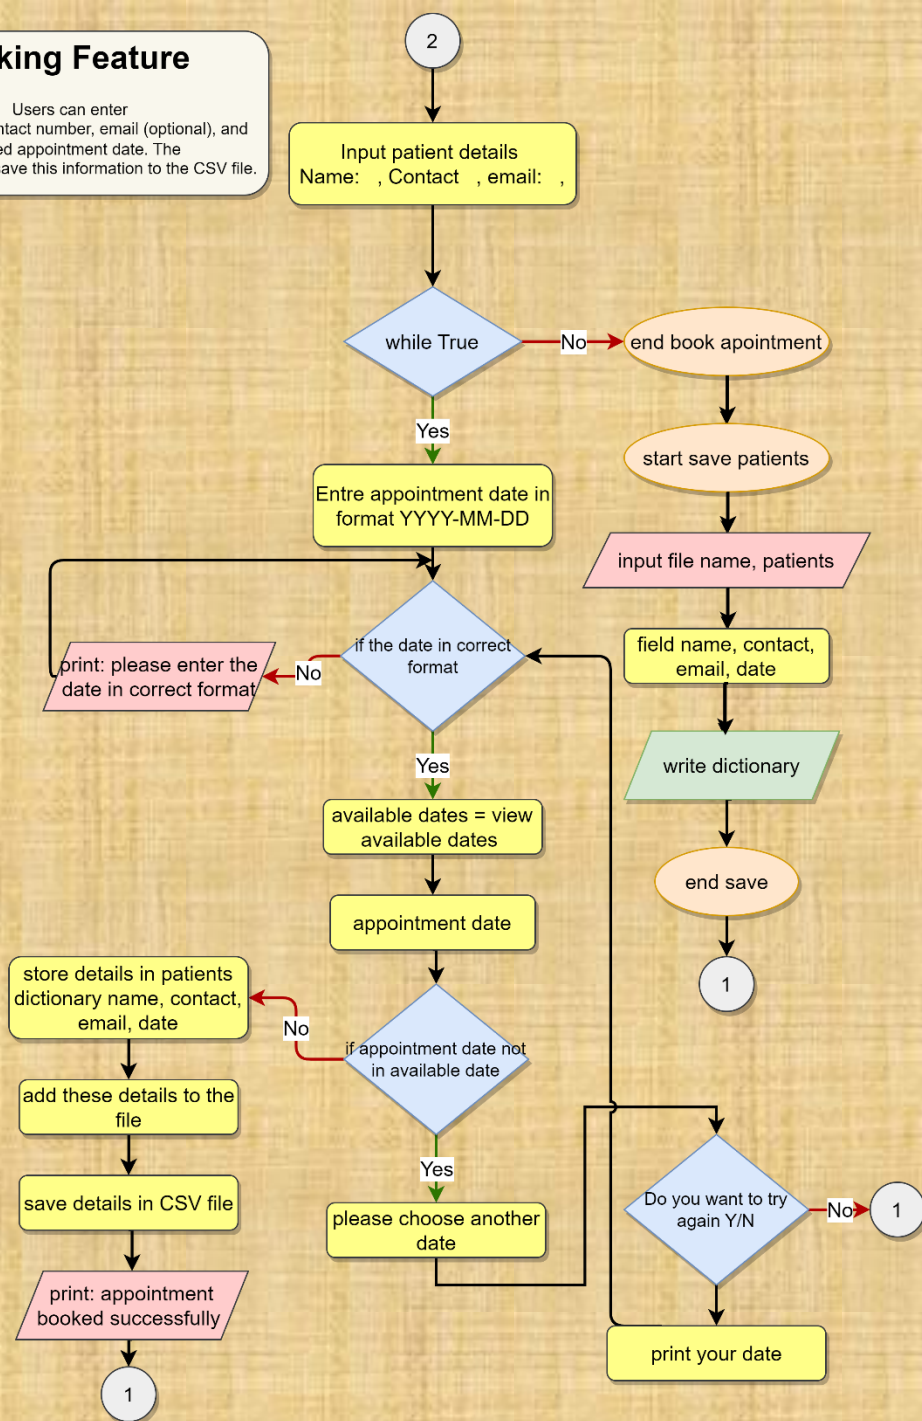 king Feature
Users can enter
ntact number, email (optional), and
ed appointment date. The
save this information to the CSV file.
2
Input patient details
Name:   , Contact   , email:   ,
while True
No
end book apointment
Yes
start save patients
Entre appointment date in
format YYYY-MM-DD
input file name, patients
if the date in correct
format
No
print: please enter the
date in correct format
field name, contact,
email, date
Yes
write dictionary
available dates = view
available dates
end save
appointment date
1
store details in patients
dictionary name, contact,
email, date
No
if appointment date not
in available date
add these details to the
file
Yes
save details in CSV file
please choose another
date
Do you want to try
again Y/N
No
1
print: appointment
booked successfully
print your date
1